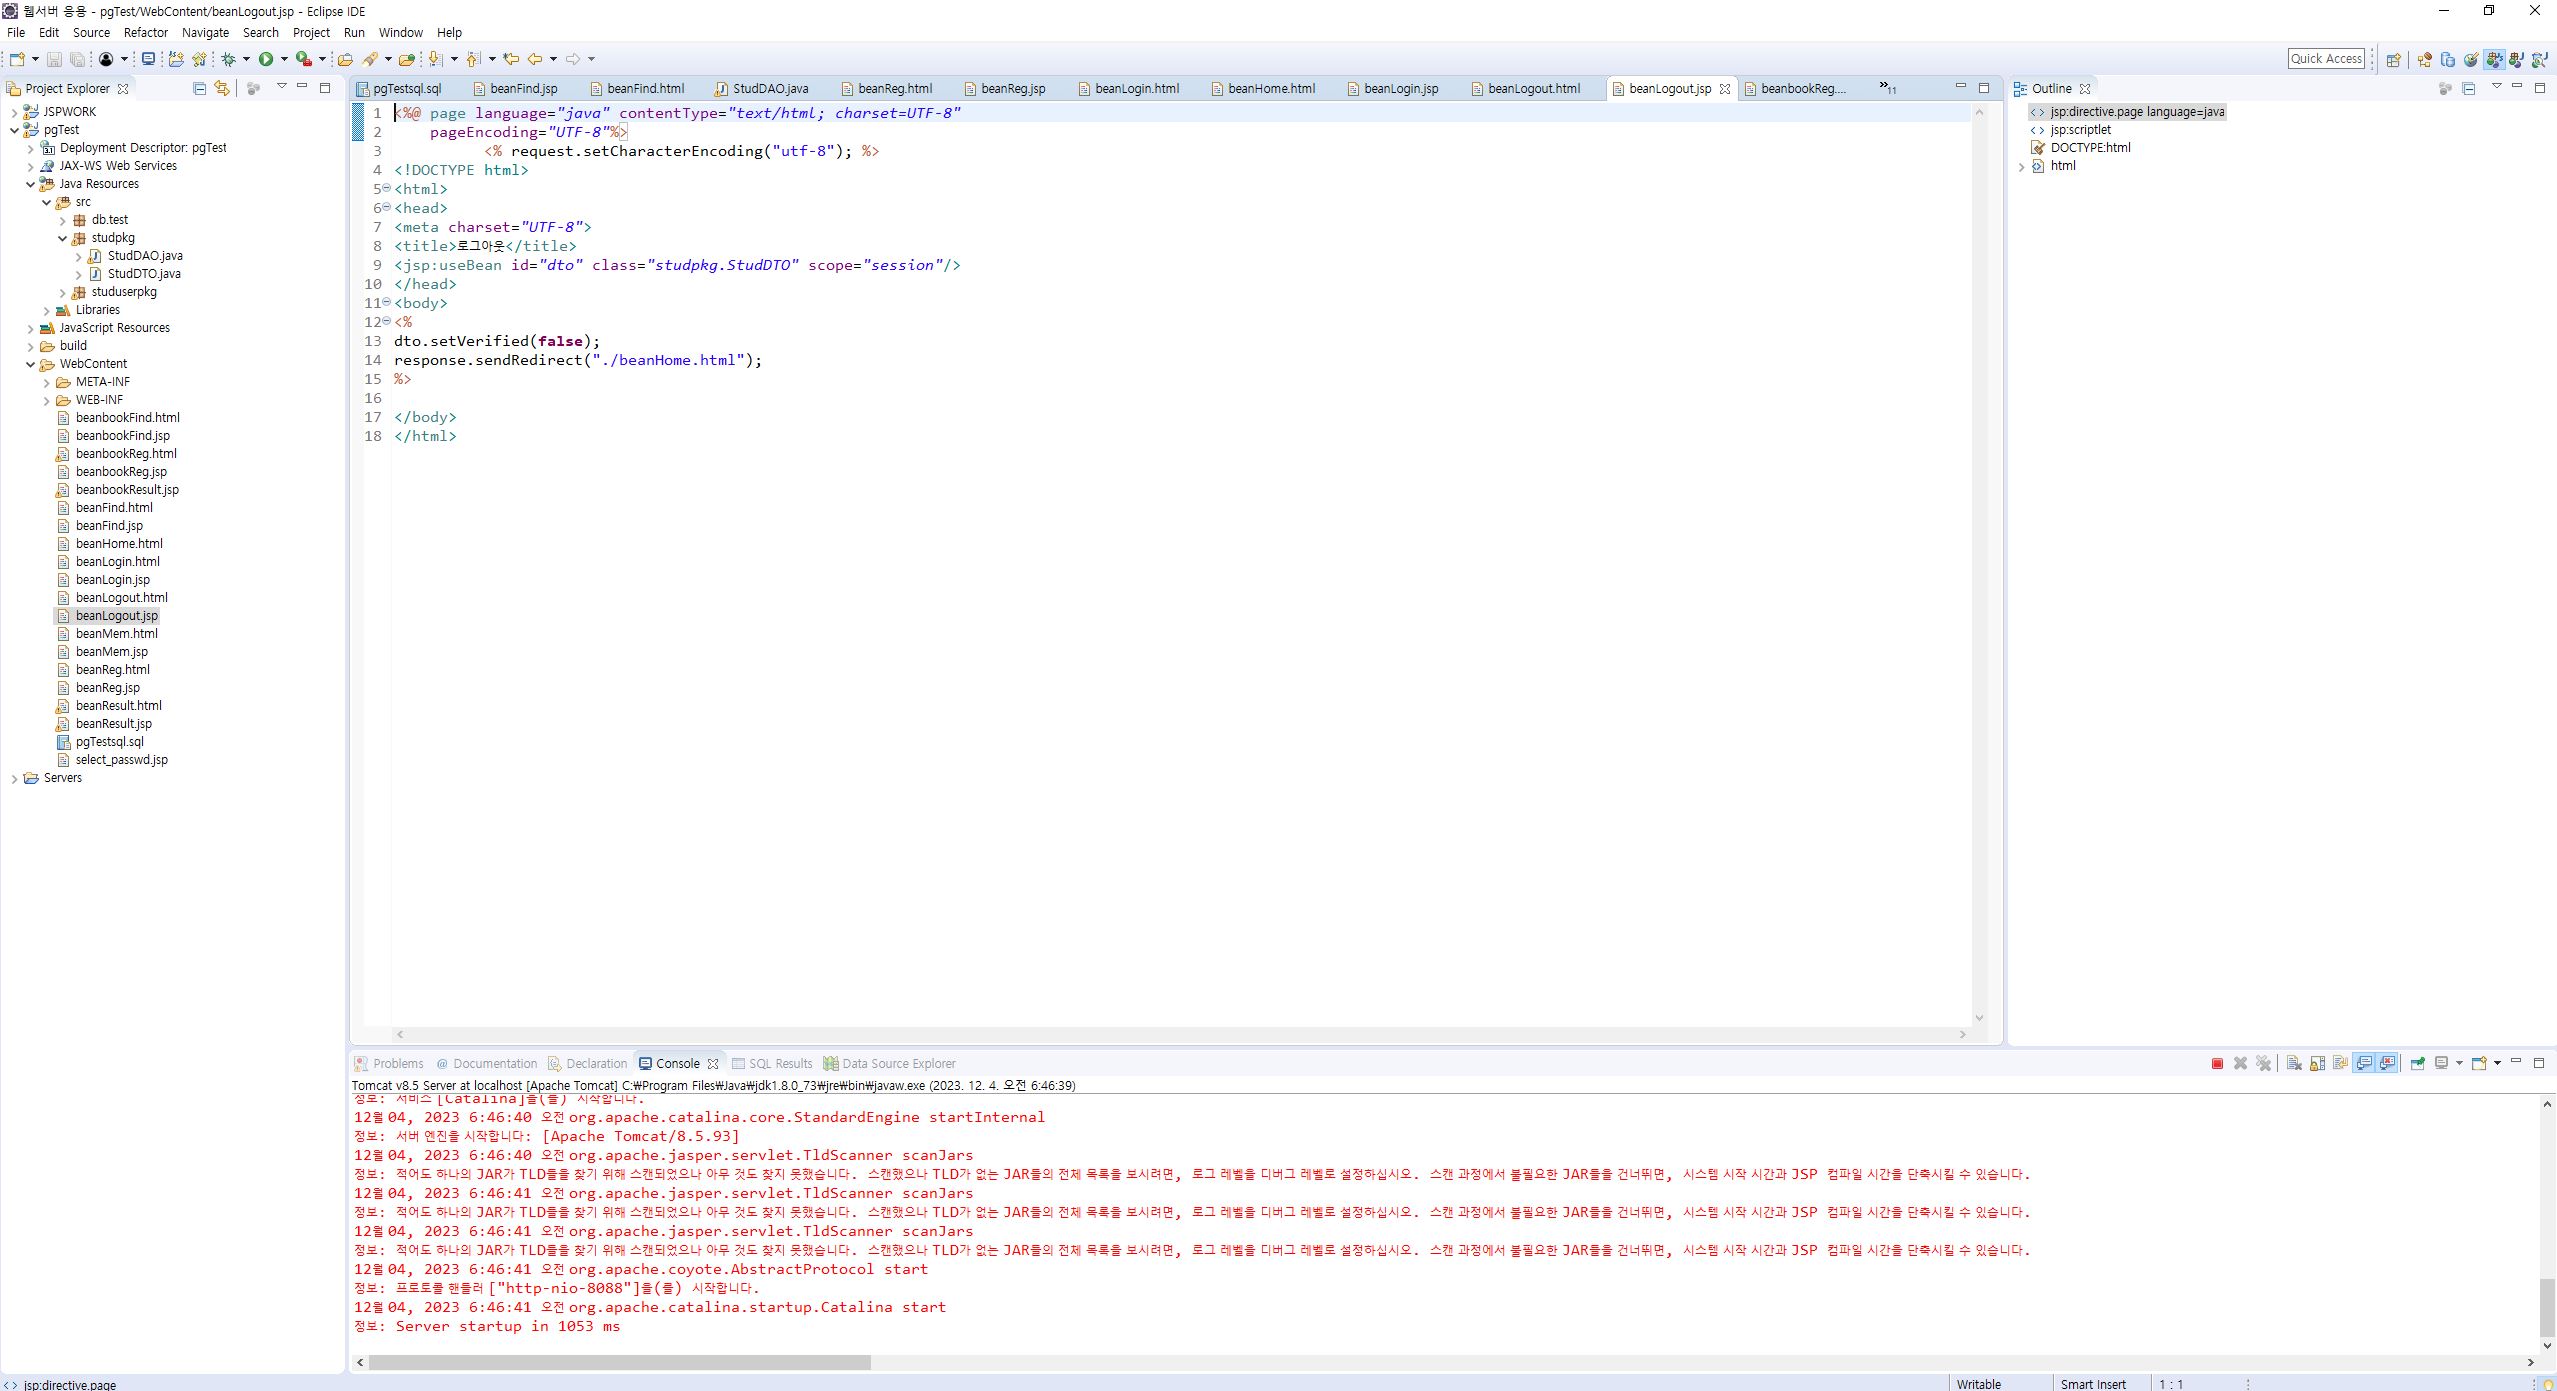 웹서버 응용 - pgTest/WebContent/beanLogout.jsp - Eclipse IDE
File Edit Source Refactor Navigate Search Project Run Window Help
Quick Access
Project Explorer
JSPWORK
pgTest
Deployment Descriptor: pgTest
JAX-WS Web Services
Java Resources
src
db.test
studpkg
StudDAO.java
StudDTO.java
studuserpkg
Libraries
JavaScript Resources
build
WebContent
META-INF
WEB-INF
beanbookFind.html
beanbookFind.jsp
beanbookReg.html
beanbookReg.jsp
beanbookResult.jsp
beanFind.html
beanFind.jsp
beanHome.html
beanLogin.html
beanLogin.jsp
beanLogout.html
beanLogout.jsp
beanMem.html
beanMem.jsp
beanReg.html
beanReg.jsp
beanResult.html
beanResult.jsp
pgTestsql.sql
select_passwd.jsp
Servers
pgTestsql.sql beanFind.jsp beanFind.html StudDAO.java beanReg.html beanReg.jsp beanLogin.html beanHome.html beanLogin.jsp beanLogout.html beanLogout.jsp beanbookReg.... »11
1 <%@ page language="java" contentType="text/html; charset=UTF-8"
2 pageEncoding="UTF-8"%>
3 <% request.setCharacterEncoding("utf-8"); %>
4 <!DOCTYPE html>
5 <html>
6 <head>
7 <meta charset="UTF-8">
8 <title>로그아웃</title>
9 <jsp:useBean id="dto" class="studpkg.StudDTO" scope="session"/>
10 </head>
11 <body>
12 <%
13 dto.setVerified(false);
14 response.sendRedirect("./beanHome.html");
15 %>
16
17 </body>
18 </html>
Outline
jsp:directive.page language=java
jsp:scriptlet
DOCTYPE:html
html
Problems Documentation Declaration Console SQL Results Data Source Explorer
Tomcat v8.5 Server at localhost [Apache Tomcat] C:₩Program Files₩Java₩jdk1.8.0_73₩jre₩bin₩javaw.exe (2023. 12. 4. 오전 6:46:39)
정보: 서비스 [Catalina]을(를) 시작합니다.
12월 04, 2023 6:46:40 오전 org.apache.catalina.core.StandardEngine startInternal
정보: 서버 엔진을 시작합니다: [Apache Tomcat/8.5.93]
12월 04, 2023 6:46:40 오전 org.apache.jasper.servlet.TldScanner scanJars
정보: 적어도 하나의 JAR가 TLD들을 찾기 위해 스캔되었으나 아무 것도 찾지 못했습니다. 스캔했으나 TLD가 없는 JAR들의 전체 목록을 보시려면, 로그 레벨을 디버그 레벨로 설정하십시오. 스캔 과정에서 불필요한 JAR들을 건너뛰면, 시스템 시작 시간과 JSP 컴파일 시간을 단축시킬 수 있습니다.
12월 04, 2023 6:46:41 오전 org.apache.jasper.servlet.TldScanner scanJars
정보: 적어도 하나의 JAR가 TLD들을 찾기 위해 스캔되었으나 아무 것도 찾지 못했습니다. 스캔했으나 TLD가 없는 JAR들의 전체 목록을 보시려면, 로그 레벨을 디버그 레벨로 설정하십시오. 스캔 과정에서 불필요한 JAR들을 건너뛰면, 시스템 시작 시간과 JSP 컴파일 시간을 단축시킬 수 있습니다.
12월 04, 2023 6:46:41 오전 org.apache.jasper.servlet.TldScanner scanJars
정보: 적어도 하나의 JAR가 TLD들을 찾기 위해 스캔되었으나 아무 것도 찾지 못했습니다. 스캔했으나 TLD가 없는 JAR들의 전체 목록을 보시려면, 로그 레벨을 디버그 레벨로 설정하십시오. 스캔 과정에서 불필요한 JAR들을 건너뛰면, 시스템 시작 시간과 JSP 컴파일 시간을 단축시킬 수 있습니다.
12월 04, 2023 6:46:41 오전 org.apache.coyote.AbstractProtocol start
정보: 프로토콜 핸들러 ["http-nio-8088"]을(를) 시작합니다.
12월 04, 2023 6:46:41 오전 org.apache.catalina.startup.Catalina start
정보: Server startup in 1053 ms
jsp:directive.page Writable Smart Insert 1 : 1